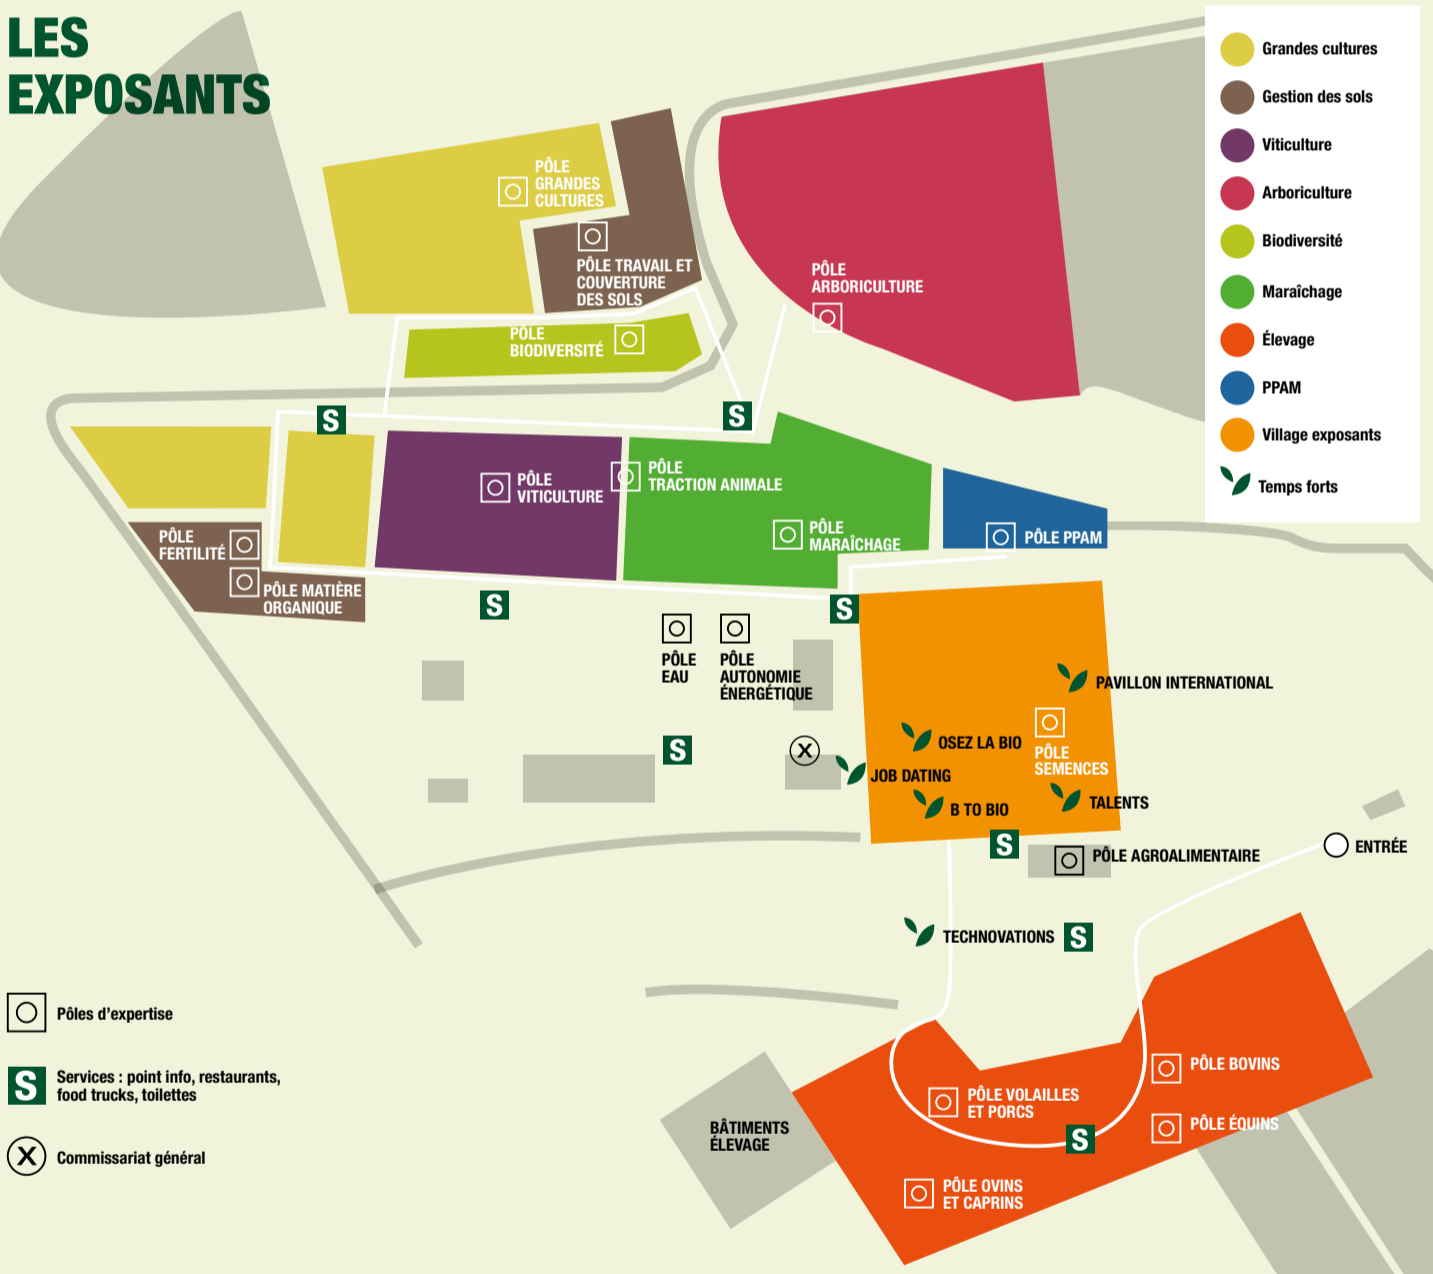 LES
EXPOSANTS
Grandes cultures
Gestion des sols
Viticulture
Arboriculture
Biodiversité
Maraîchage
Élevage
PPAM
Village exposants
Temps forts
PÔLE
GRANDES
CULTURES
PÔLE TRAVAIL ET
COUVERTURE
DES SOLS
PÔLE
ARBORICULTURE
PÔLE
BIODIVERSITÉ
S
S
PÔLE
VITICULTURE
PÔLE
TRACTION ANIMALE
PÔLE
MARAÎCHAGE
PÔLE PPAM
PÔLE
FERTILITÉ
PÔLE MATIÈRE
ORGANIQUE
S
S
PÔLE
EAU
PÔLE
AUTONOMIE
ÉNERGÉTIQUE
PAVILLON INTERNATIONAL
OSEZ LA BIO
PÔLE
SEMENCES
S
X
JOB DATING
B TO BIO
TALENTS
S
PÔLE AGROALIMENTAIRE
ENTRÉE
TECHNOVATIONS
S
PÔLE BOVINS
PÔLE VOLAILLES
ET PORCS
PÔLE ÉQUINS
S
BÂTIMENTS
ÉLEVAGE
PÔLE OVINS
ET CAPRINS
Pôles d'expertise
S
Services : point info, restaurants,
food trucks, toilettes
X
Commissariat général